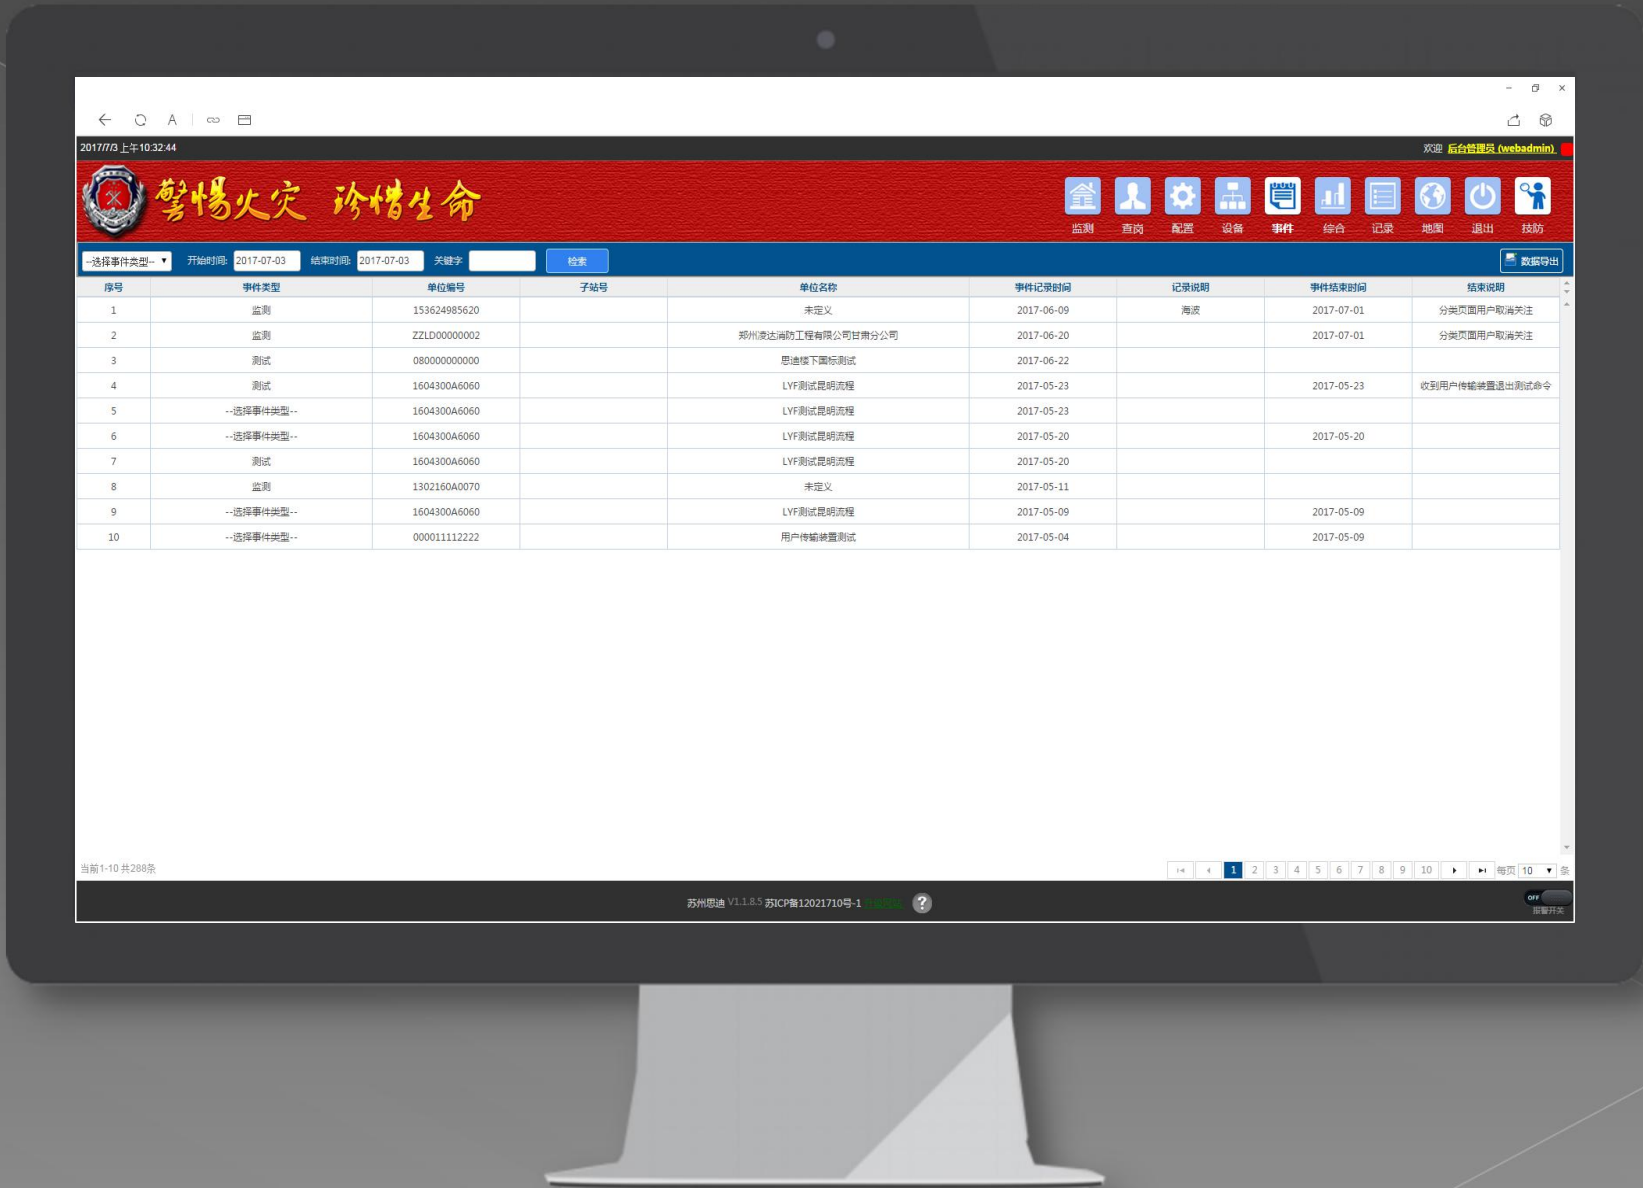 A
2017/7/3 上午10:32:44
欢迎 后台管理员 (webadmin)
警惕火灾 珍惜生命
监测 查岗 配置 设备 事件 综合 记录 地图 退出 技防
--选择事件类型-- 开始时间: 2017-07-03 结束时间: 2017-07-03 关键字 检索 数据导出
序号 事件类型 单位编号 子站号 单位名称 事件记录时间 记录说明 事件结束时间 结束说明
1 监测 153624985620 未定义 2017-06-09 海波 2017-07-01 分类页面用户取消关注
2 监测 ZZLD00000002 郑州凌达消防工程有限公司甘肃分公司 2017-06-20 2017-07-01 分类页面用户取消关注
3 测试 080000000000 思迪楼下国标测试 2017-06-22
4 测试 1604300A6060 LYF测试昆明流程 2017-05-23 2017-05-23 收到用户传输装置退出测试命令
5 --选择事件类型-- 1604300A6060 LYF测试昆明流程 2017-05-23
6 --选择事件类型-- 1604300A6060 LYF测试昆明流程 2017-05-20 2017-05-20
7 测试 1604300A6060 LYF测试昆明流程 2017-05-20
8 监测 1302160A0070 未定义 2017-05-11
9 --选择事件类型-- 1604300A6060 LYF测试昆明流程 2017-05-09 2017-05-09
10 --选择事件类型-- 000011112222 用户传输装置测试 2017-05-04 2017-05-09
当前1-10 共288条
1 2 3 4 5 6 7 8 9 10 每页 10 条
苏州思迪 V1.1.8.5 苏ICP备12021710号-1 ?
OFF
报警开关